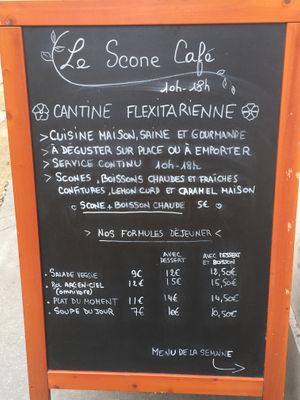 Le Scone Café
10h-18h
CANTINE FLEXITARIENNE
> CUISINE MAISON, SAINE ET GOURMANDE
> À DÉGUSTER SUR PLACE OU À EMPORTER
> SERVICE CONTINU 10h-18h
> SCONES, BOISSONS CHAUDES ET FRAÎCHES
CONFITURES, LEMON CURD ET CARAMEL MAISON
SCONE + BOISSON CHAUDE 5€
> NOS FORMULES DÉJEUNER <
AVEC DESSERT
AVEC DESSERT ET BOISSON
. SALADE VEGGIE 9€ 12€ 12,50€
. BOL ARC-EN-CIEL 12€ 15€ 15,50€
(omnivore)
. PLAT DU MOMENT 11€ 14€ 14,50€
. SOUPE DU JOUR 7€ 10€ 10,50€
MENU DE LA SEMAINE